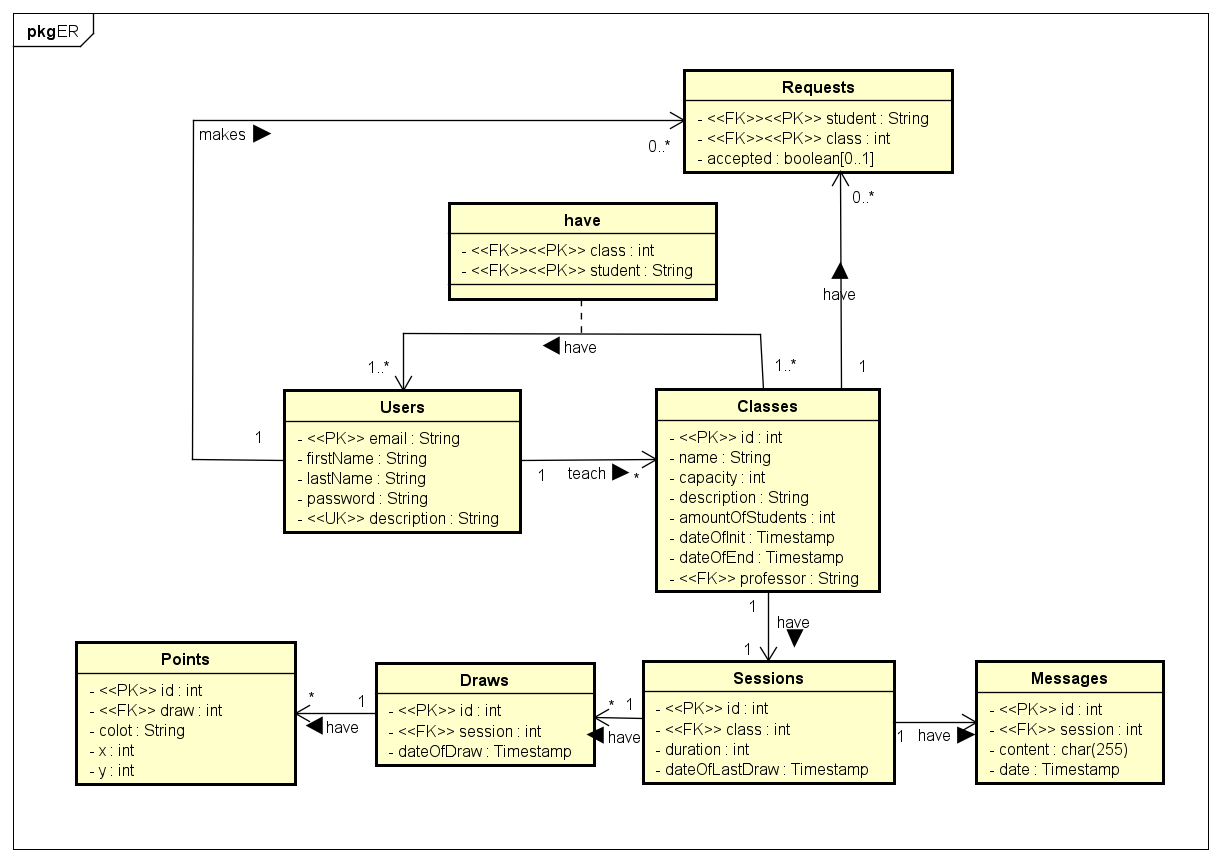 pkgER
Requests
- <<FK>><<PK>> student : String
- <<FK>><<PK>> class : int
- accepted : boolean[0..1]
makes
0..*
0..*
have
- <<FK>><<PK>> class : int
- <<FK>><<PK>> student : String
have
have
1..*
1..*
1
Users
- <<PK>> email : String
- firstName : String
- lastName : String
- password : String
- <<UK>> description : String
1
1
teach
*
Classes
- <<PK>> id : int
- name : String
- capacity : int
- description : String
- amountOfStudents : int
- dateOfInit : Timestamp
- dateOfEnd : Timestamp
- <<FK>> professor : String
1
have
1
Points
- <<PK>> id : int
- <<FK>> draw : int
- colot : String
- x : int
- y : int
*
1
have
Draws
- <<PK>> id : int
- <<FK>> session : int
- dateOfDraw : Timestamp
*
1
have
Sessions
- <<PK>> id : int
- <<FK>> class : int
- duration : int
- dateOfLastDraw : Timestamp
1
have
Messages
- <<PK>> id : int
- <<FK>> session : int
- content : char(255)
- date : Timestamp